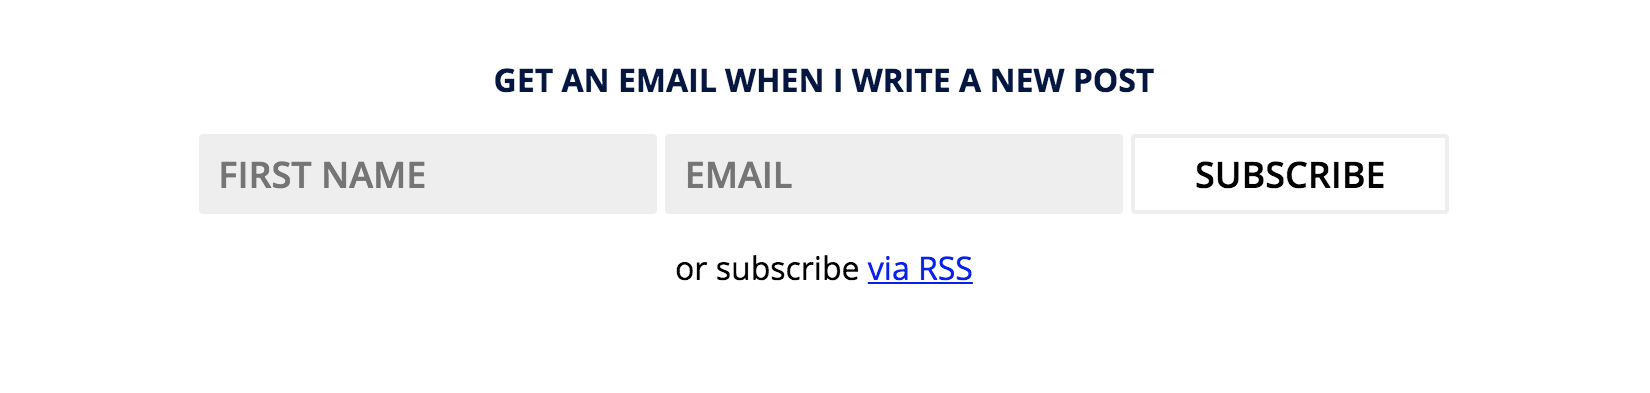 GET AN EMAIL WHEN I WRITE A NEW POST
FIRST NAME EMAIL SUBSCRIBE
or subscribe via RSS